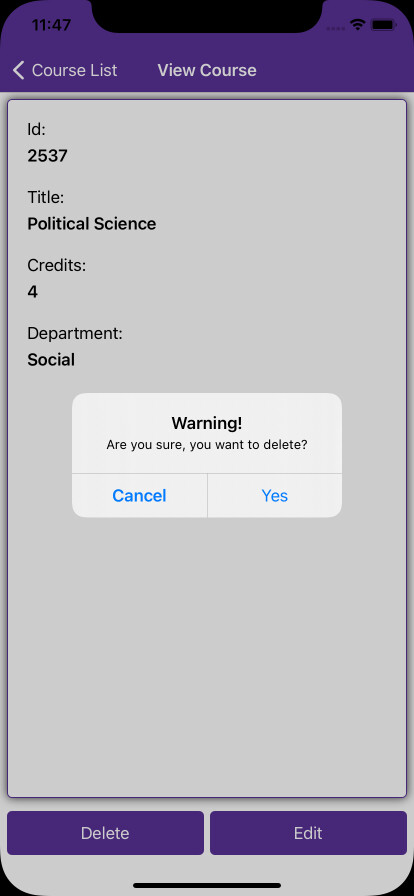 11:47
Course List View Course
Id:
2537
Title:
Political Science
Credits:
4
Department:
Social
Warning!
Are you sure, you want to delete?
Cancel Yes
Delete Edit